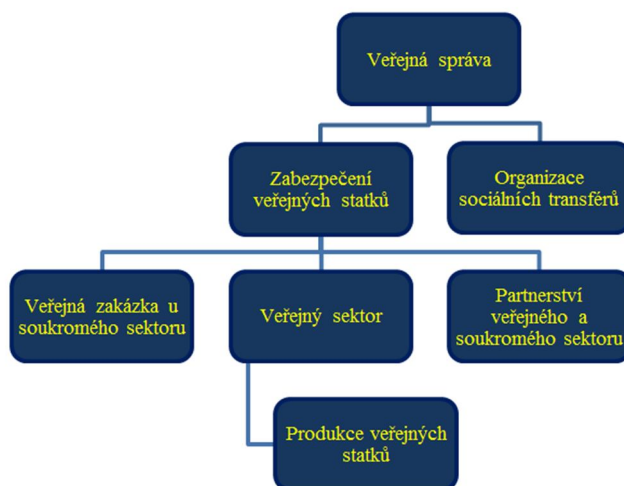 Veřejná správa
Zabezpečení
veřejných statků
Organizace
sociálních transférů
Veřejná zakázka u
soukromého sektoru
Veřejný sektor
Partnerství
veřejného a
soukromého sektoru
Produkce veřejných
statků